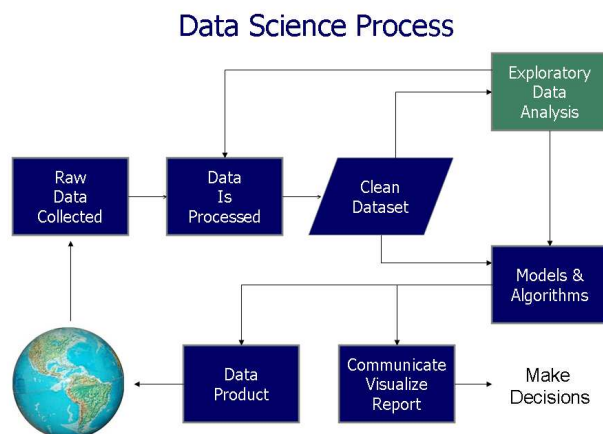 Data Science Process
Exploratory
Data
Analysis
Raw
Data
Collected
Data
Is
Processed
Clean
Dataset
Models &
Algorithms
Data
Product
Communicate
Visualize
Report
Make
Decisions